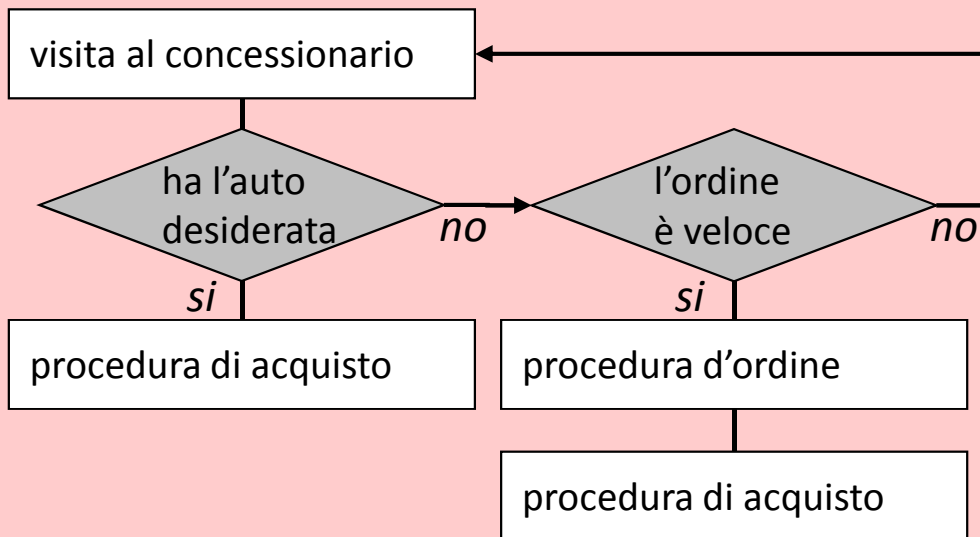 visita al concessionario
ha l'auto
desiderata
no
l'ordine
è veloce
no
si
si
procedura di acquisto
procedura d'ordine
procedura di acquisto